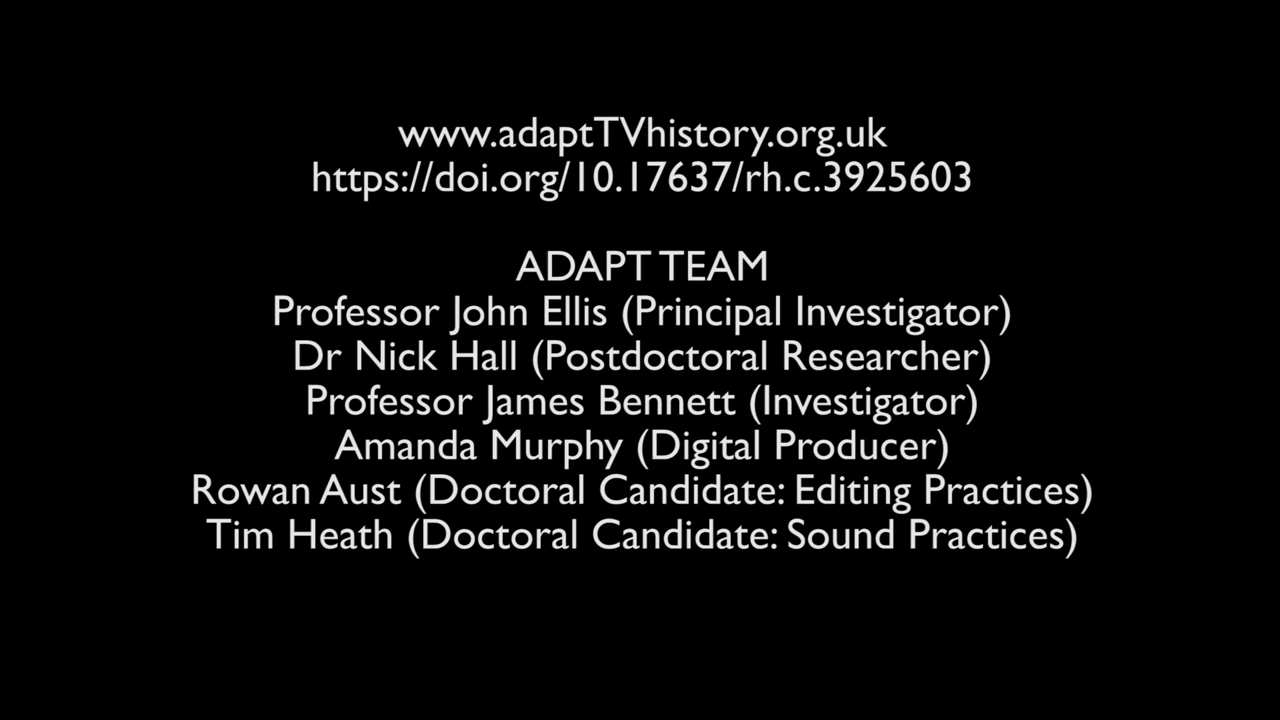 www.adaptTVhistory.org.uk
https://doi.org/10.17637/rh.c.3925603
ADAPT TEAM
Professor John Ellis (Principal Investigator)
Dr Nick Hall (Postdoctoral Researcher)
Professor James Bennett (Investigator)
Amanda Murphy (Digital Producer)
Rowan Aust (Doctoral Candidate: Editing Practices)
Tim Heath (Doctoral Candidate: Sound Practices)